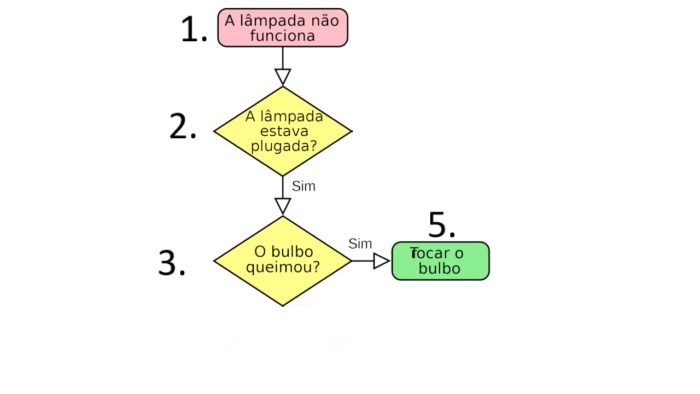 1.
A lâmpada não
funciona
2.
A lâmpada
estava
plugada?
Sim
3.
O bulbo
queimou?
Sim
5.
Tocar o
bulbo